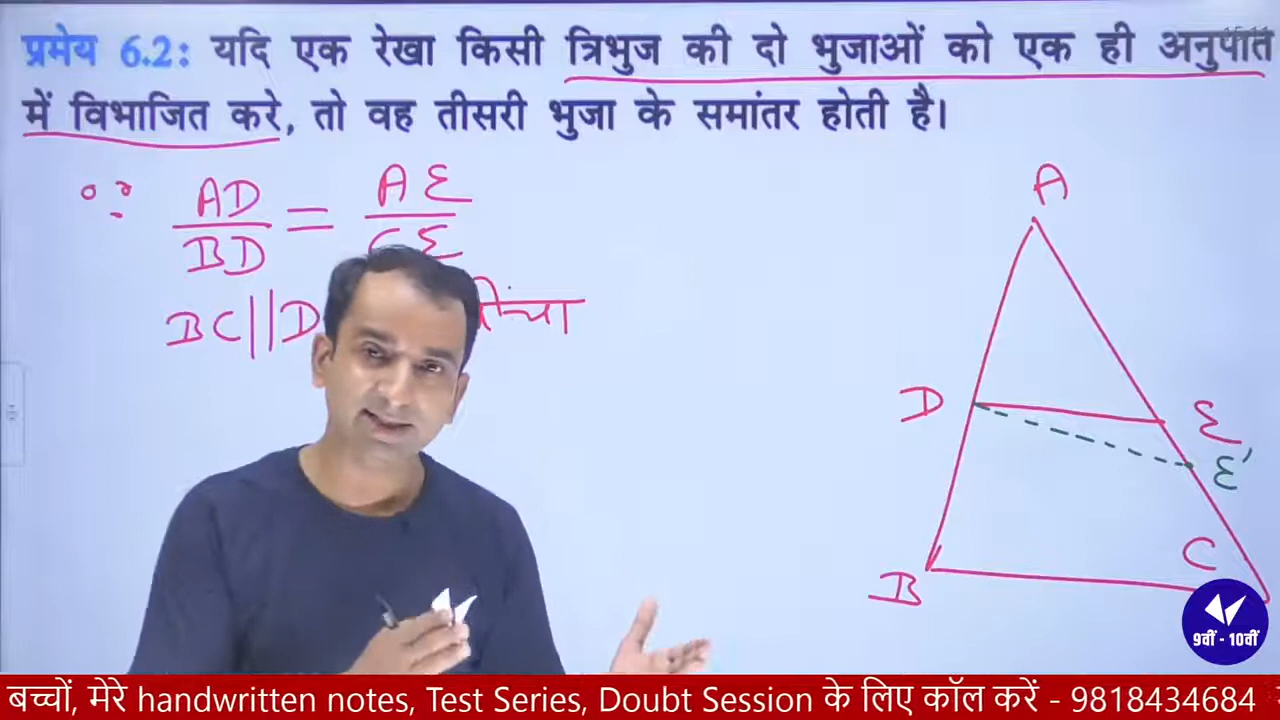 प्रमेय 6.2: यदि एक रेखा किसी त्रिभुज की दो भुजाओं को एक ही अनुपात
में विभाजित करे, तो वह तीसरी भुजा के समांतर होती है।
∵ AD/BD = AE/CE
BC||D
A
D
E
E'
B
C
9वीं - 10वीं
बच्चों, मेरे handwritten notes, Test Series, Doubt Session के लिए कॉल करें - 9818434684